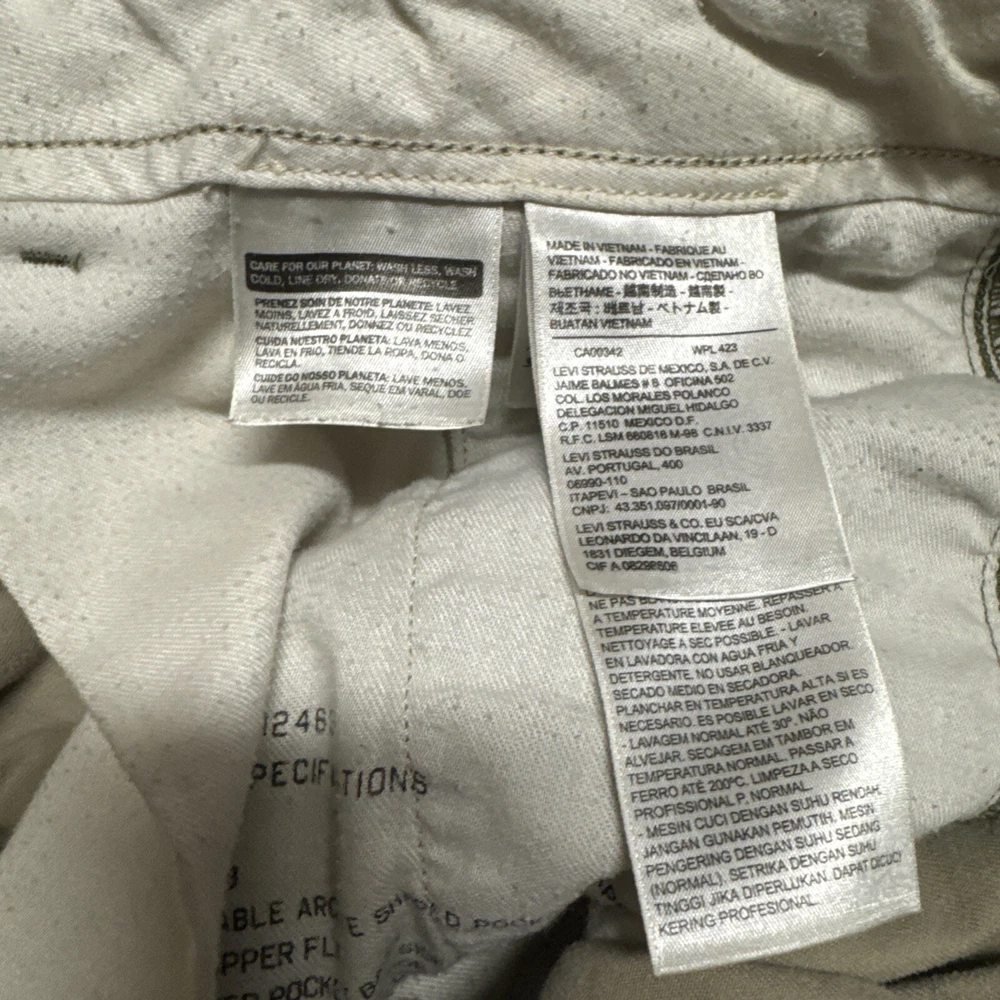 CARE FOR OUR PLANET: WASH LESS, WASH
COLD, LINE DRY, DONATE OR RECYCLE
PRENEZ SOIN DE NOTRE PLANETE: LAVEZ
MOINS, LAVEZ A FROID, LAISSEZ SECHER
NATURELLEMENT, DONNEZ OU RECYCLEZ
CUIDA NUESTRO PLANETA: LAVA MENOS,
LAVA EN FRIO, TIENDE LA ROPA, DONA O
RECICLA.
CUIDE DO NOSSO PLANETA: LAVE MENOS,
LAVE EM AGUA FRIA, SEQUE EM VARAL, DOE
OU RECICLE.
MADE IN VIETNAM - FABRIQUE AU
VIETNAM - FABRICADO EN VIETNAM -
FABRICADO NO VIETNAM - СДЕЛАНО ВО
ВЬЕТНАМЕ - 越南制造 - 越南製 -
제조국 : 베트남 - ベトナム製 -
BUATAN VIETNAM
CA00342 WPL 423
LEVI STRAUSS DE MEXICO, S.A. DE C.V.
JAIME BALMES # 8 OFICINA 502
COL. LOS MORALES POLANCO
DELEGACION MIGUEL HIDALGO
C.P. 11510 MEXICO D.F.
R.F.C. LSM 660818 M-98 C.N.I.V. 3337
LEVI STRAUSS DO BRASIL
AV. PORTUGAL, 400
06690-110
ITAPEVI - SAO PAULO BRASIL
CNPJ: 43.351.097/0001-90
LEVI STRAUSS & CO. EU SCA/CVA
LEONARDO DA VINCILAAN, 19 - D
1831 DIEGEM, BELGIUM
CIF A
NE PAS
A TEMPERATURE MOYENNE. REPASSER A
TEMPERATURE ELEVEE AU BESOIN.
NETTOYAGE A SEC POSSIBLE. - LAVAR
EN LAVADORA CON AGUA FRIA Y
DETERGENTE. NO USAR BLANQUEADOR.
SECADO MEDIO EN SECADORA.
PLANCHAR EN TEMPERATURA ALTA SI ES
NECESARIO. ES POSIBLE LAVAR EN SECO
- LAVAGEM NORMAL ATÉ 30º. NÃO
ALVEJAR. SECAGEM EM TAMBOR EM
TEMPERATURA NORMAL. PASSAR A
FERRO ATÉ 200ºC. LIMPEZA A SECO
PROFISSIONAL P, NORMAL.
- MESIN CUCI DENGAN SUHU RENDAH.
JANGAN GUNAKAN PEMUTIH. MESIN
PENGERING DENGAN SUHU SEDANG
(NORMAL). SETRIKA DENGAN SUHU
TINGGI JIKA DIPERLUKAN. DAPAT DICUCI
KERING PROFESIONAL.
1246
PECIFICATIONS
ABLE ARC
PPER FL